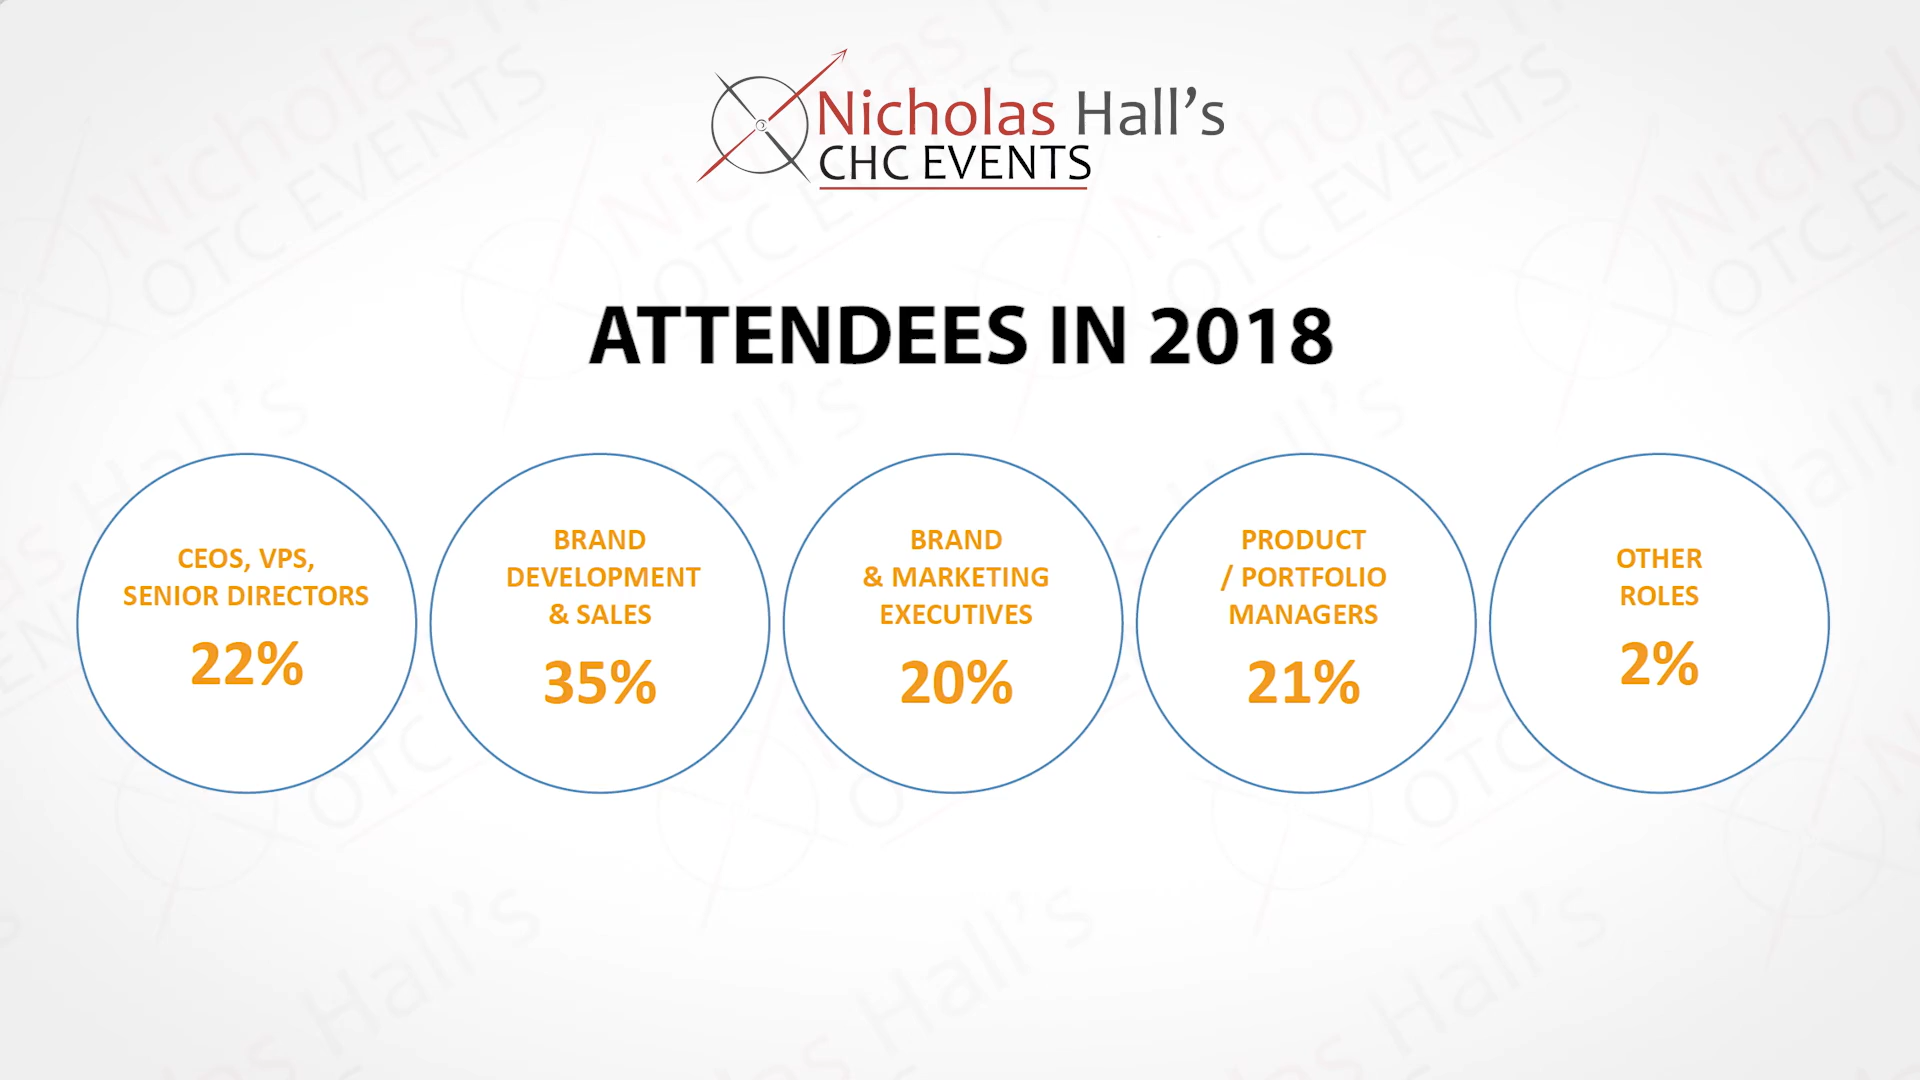 Nicholas Hall's
CHC EVENTS
ATTENDEES IN 2018
CEOS, VPS,
SENIOR DIRECTORS
22%
BRAND
DEVELOPMENT
& SALES
35%
BRAND
& MARKETING
EXECUTIVES
20%
PRODUCT
/ PORTFOLIO
MANAGERS
21%
OTHER
ROLES
2%